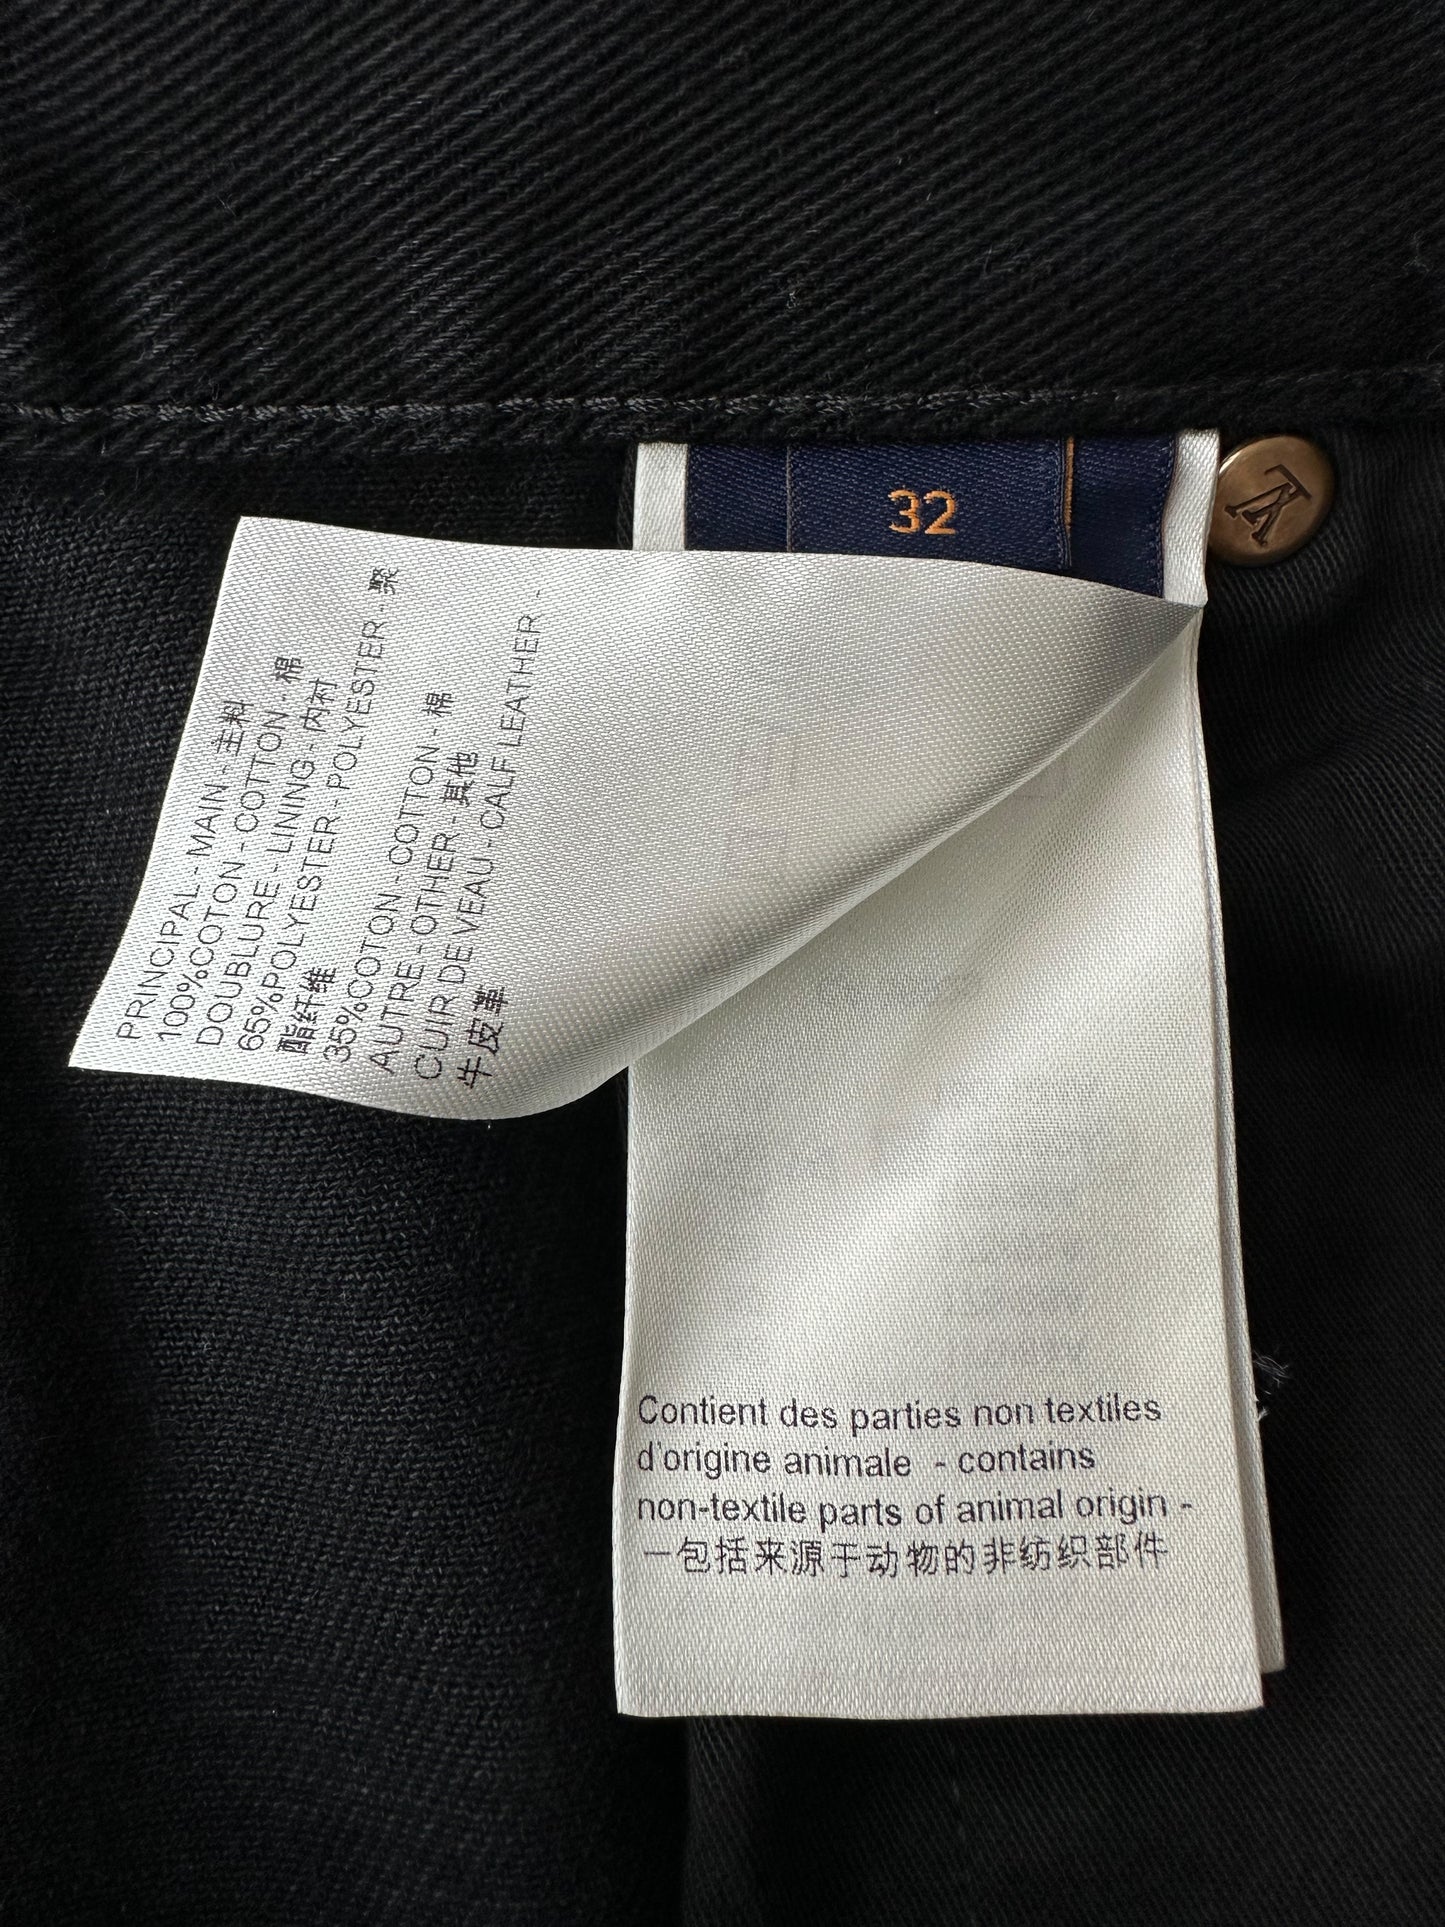 32
LV
PRINCIPAL - MAIN - 主料
100%COTON - COTTON - 棉
DOUBLURE - LINING - 内衬
65%POLYESTER - POLYESTER - 聚
酯纤维
35%COTON - COTTON - 棉
AUTRE - OTHER - 其他
CUIR DE VEAU - CALF LEATHER -
牛皮革
Contient des parties non textiles
d'origine animale - contains
non-textile parts of animal origin -
一包括来源于动物的非纺织部件